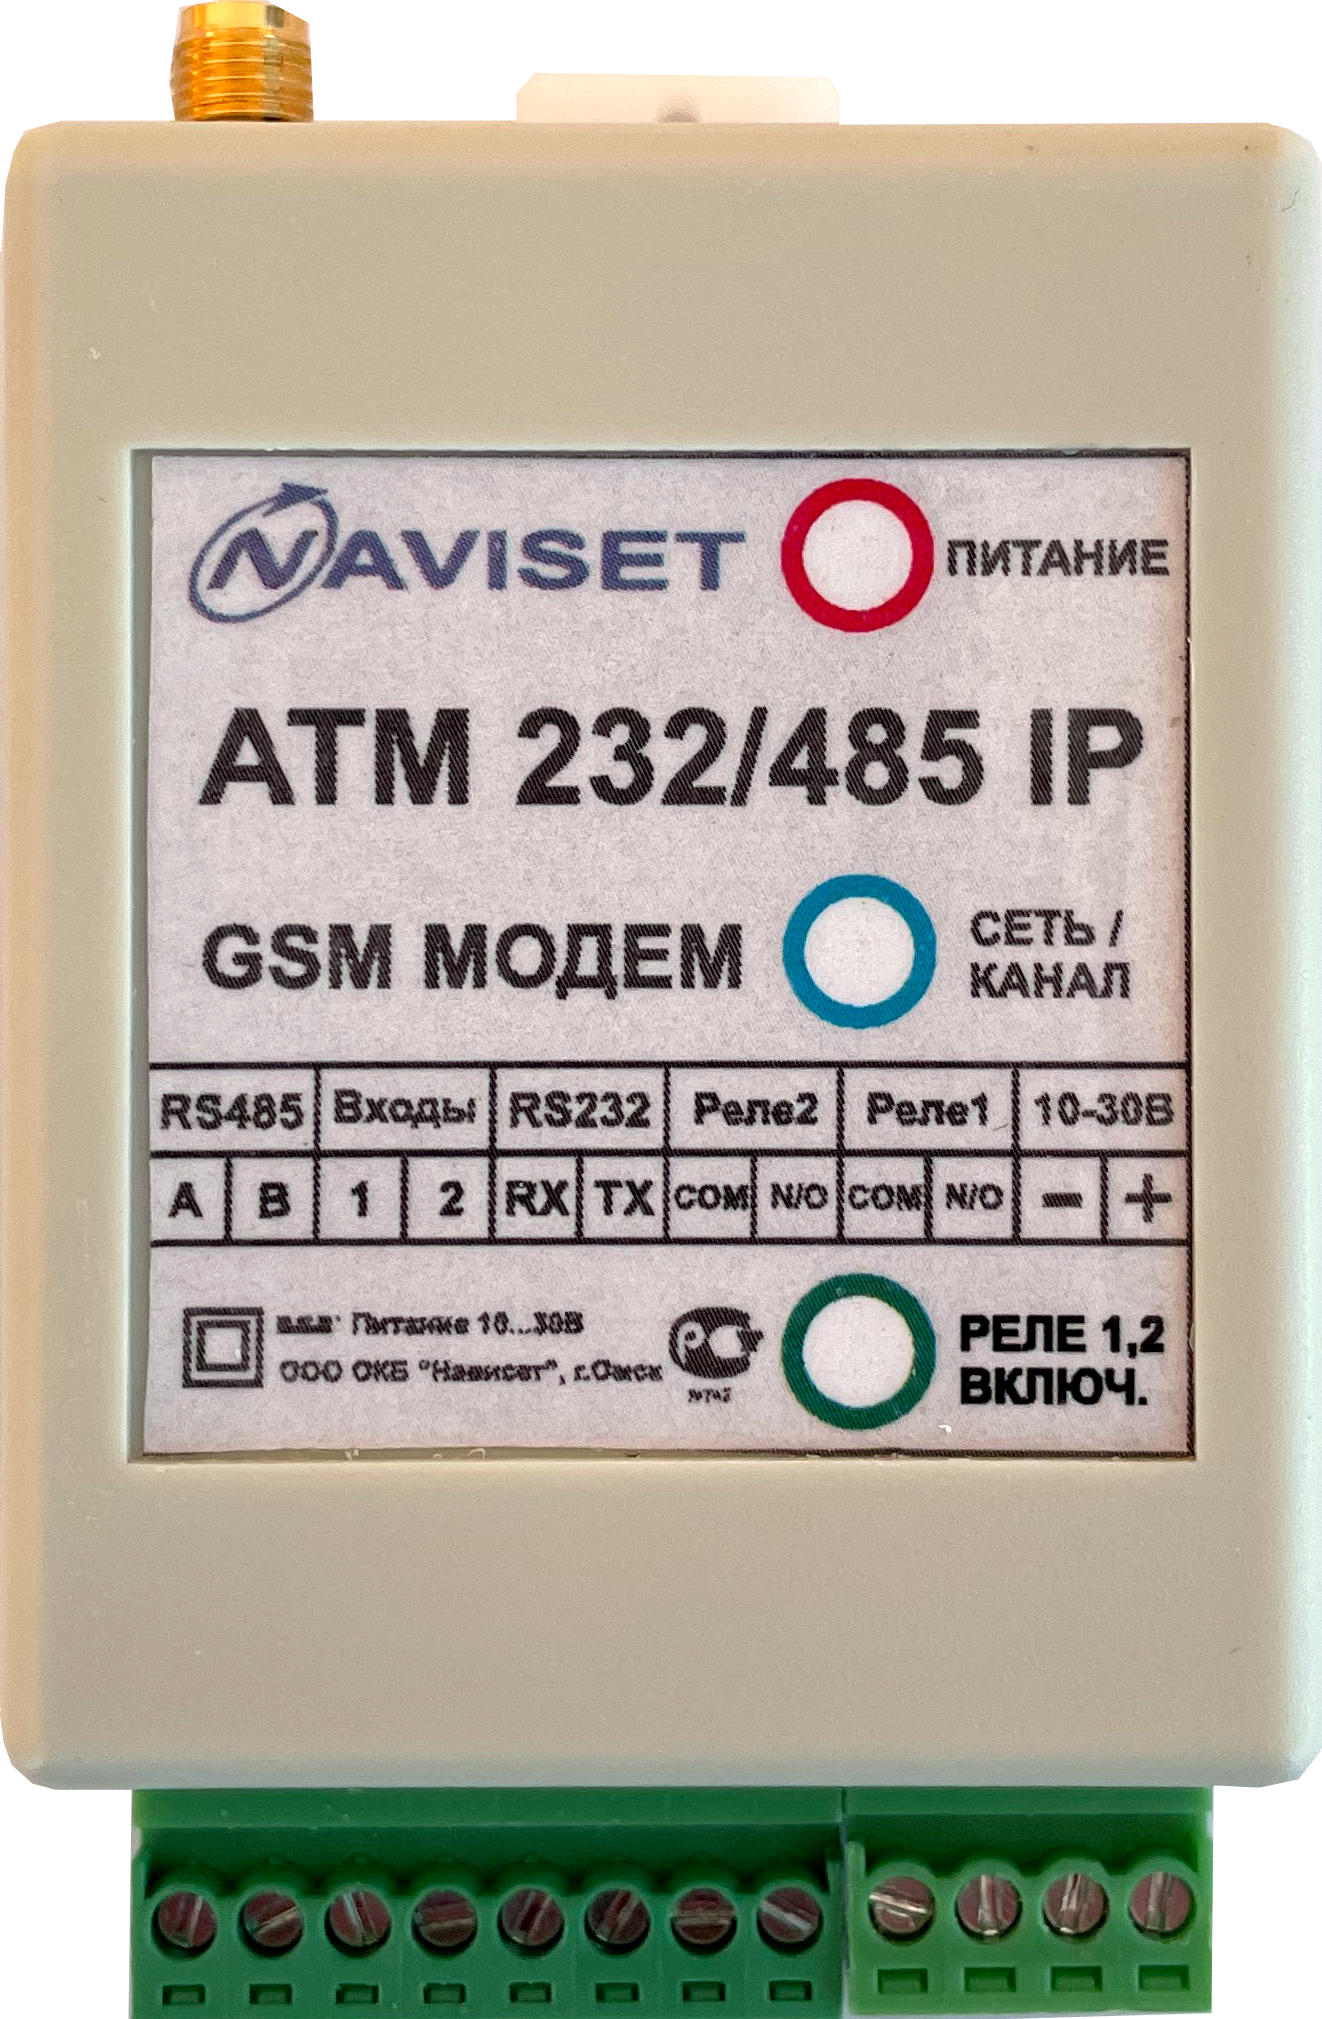 NAVISET
ПИТАНИЕ
ATM 232/485 IP
GSM МОДЕМ
СЕТЬ /
КАНАЛ
RS485 Входы RS232 Реле2 Реле1 10-30В
A B 1 2 RX TX COM N/O COM N/O − +
Питание 10...30В
ООО ОКБ "Нависет", г.Омск
РЕЛЕ 1,2
ВКЛЮЧ.